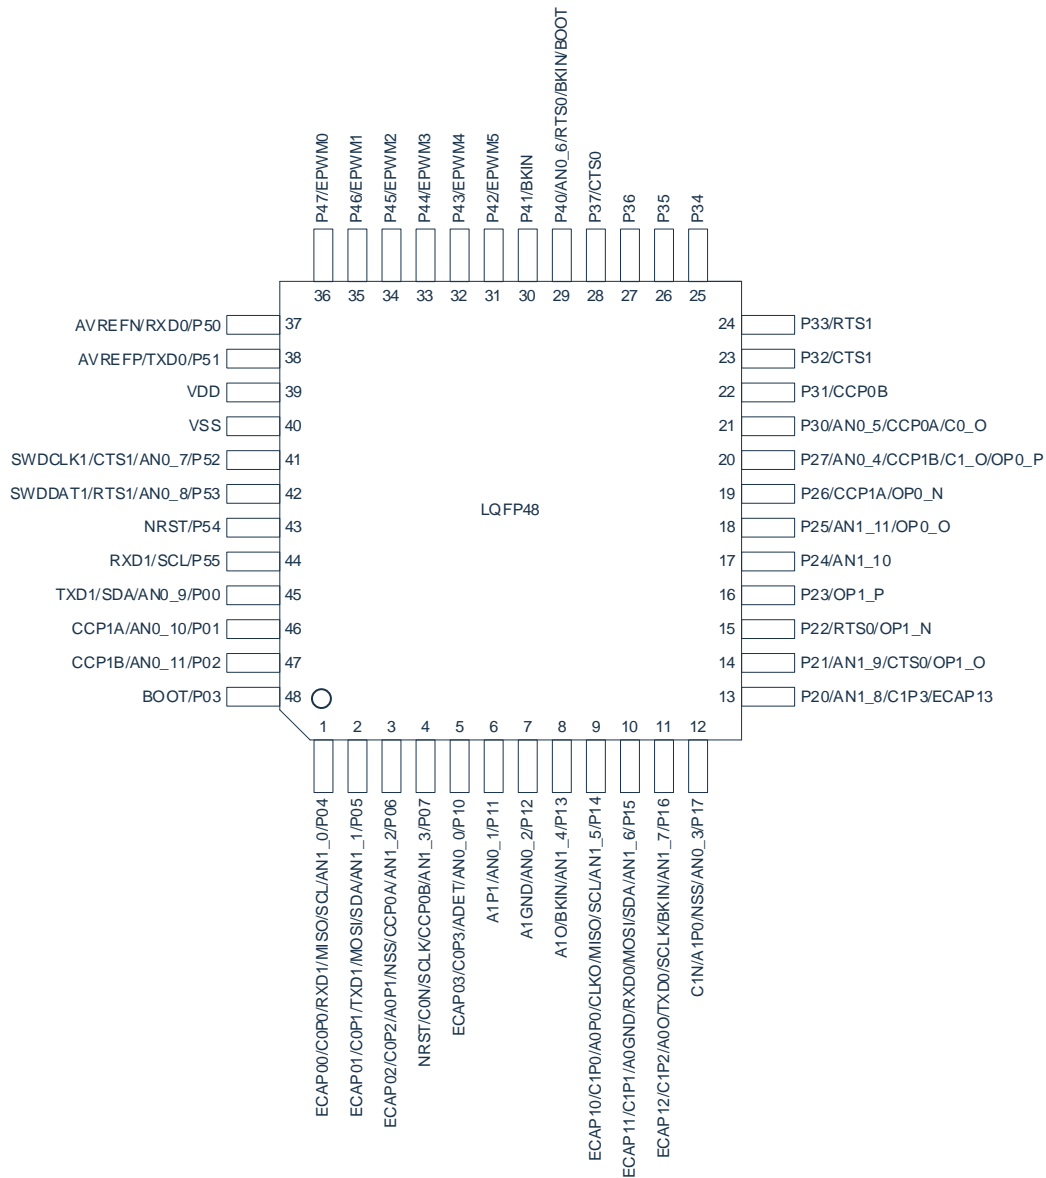 P47/EPWM0
P46/EPWM1
P45/EPWM2
P44/EPWM3
P43/EPWM4
P42/EPWM5
P41/BKIN
P40/AN0_6/RTS0/BKIN/BOOT
P37/CTS0
P36
P35
P34
36 35 34 33 32 31 30 29 28 27 26 25
AVREFN/RXD0/P50 37
AVREFP/TXD0/P51 38
VDD 39
VSS 40
SWDCLK1/CTS1/AN0_7/P52 41
SWDDAT1/RTS1/AN0_8/P53 42
NRST/P54 43
RXD1/SCL/P55 44
TXD1/SDA/AN0_9/P00 45
CCP1A/AN0_10/P01 46
CCP1B/AN0_11/P02 47
BOOT/P03 48
LQFP48
24 P33/RTS1
23 P32/CTS1
22 P31/CCP0B
21 P30/AN0_5/CCP0A/C0_O
20 P27/AN0_4/CCP1B/C1_O/OP0_P
19 P26/CCP1A/OP0_N
18 P25/AN1_11/OP0_O
17 P24/AN1_10
16 P23/OP1_P
15 P22/RTS0/OP1_N
14 P21/AN1_9/CTS0/OP1_O
13 P20/AN1_8/C1P3/ECAP13
1 2 3 4 5 6 7 8 9 10 11 12
ECAP00/C0P0/RXD1/MISO/SCL/AN1_0/P04
ECAP01/C0P1/TXD1/MOSI/SDA/AN1_1/P05
ECAP02/C0P2/A0P1/NSS/CCP0A/AN1_2/P06
NRST/C0N/SCLK/CCP0B/AN1_3/P07
ECAP03/C0P3/ADET/AN0_0/P10
A1P1/AN0_1/P11
A1GND/AN0_2/P12
A1O/BKIN/AN1_4/P13
ECAP10/C1P0/A0P0/CLKO/MISO/SCL/AN1_5/P14
ECAP11/C1P1/A0GND/RXD0/MOSI/SDA/AN1_6/P15
ECAP12/C1P2/A0O/TXD0/SCLK/BKIN/AN1_7/P16
C1N/A1P0/NSS/AN0_3/P17